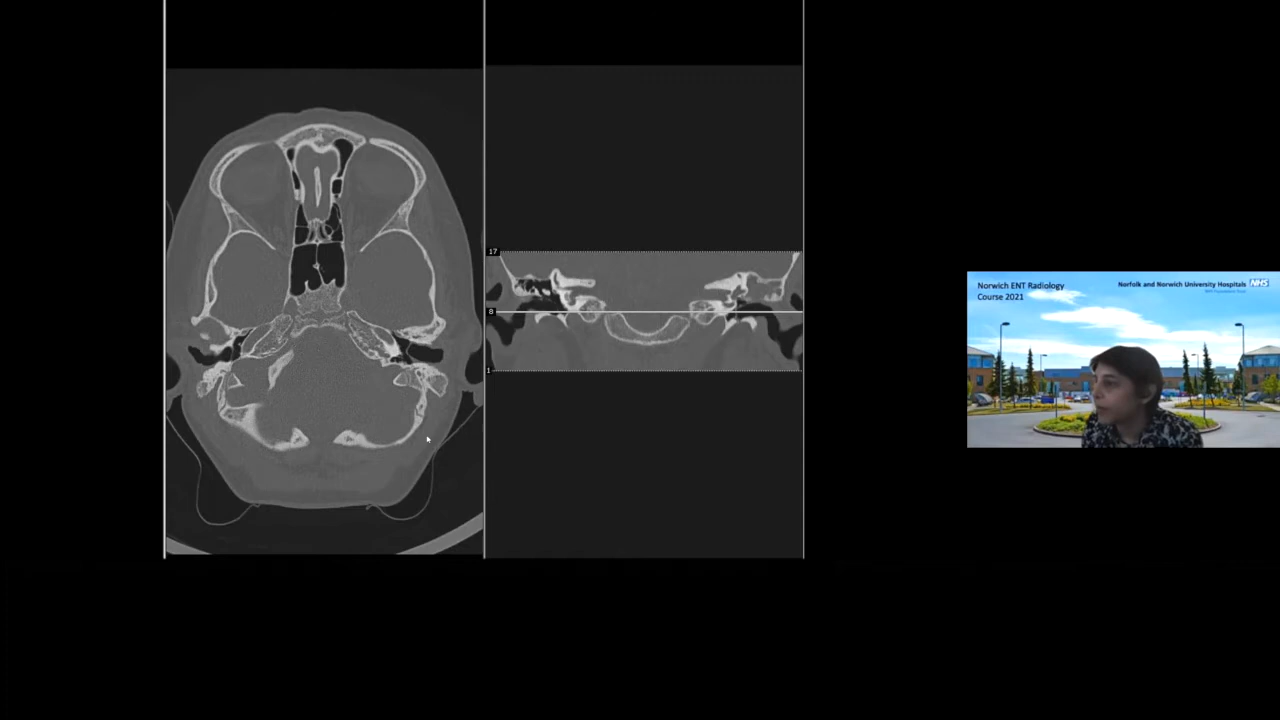 17
8
1
Norwich ENT Radiology
Course 2021
Norfolk and Norwich University Hospitals NHS